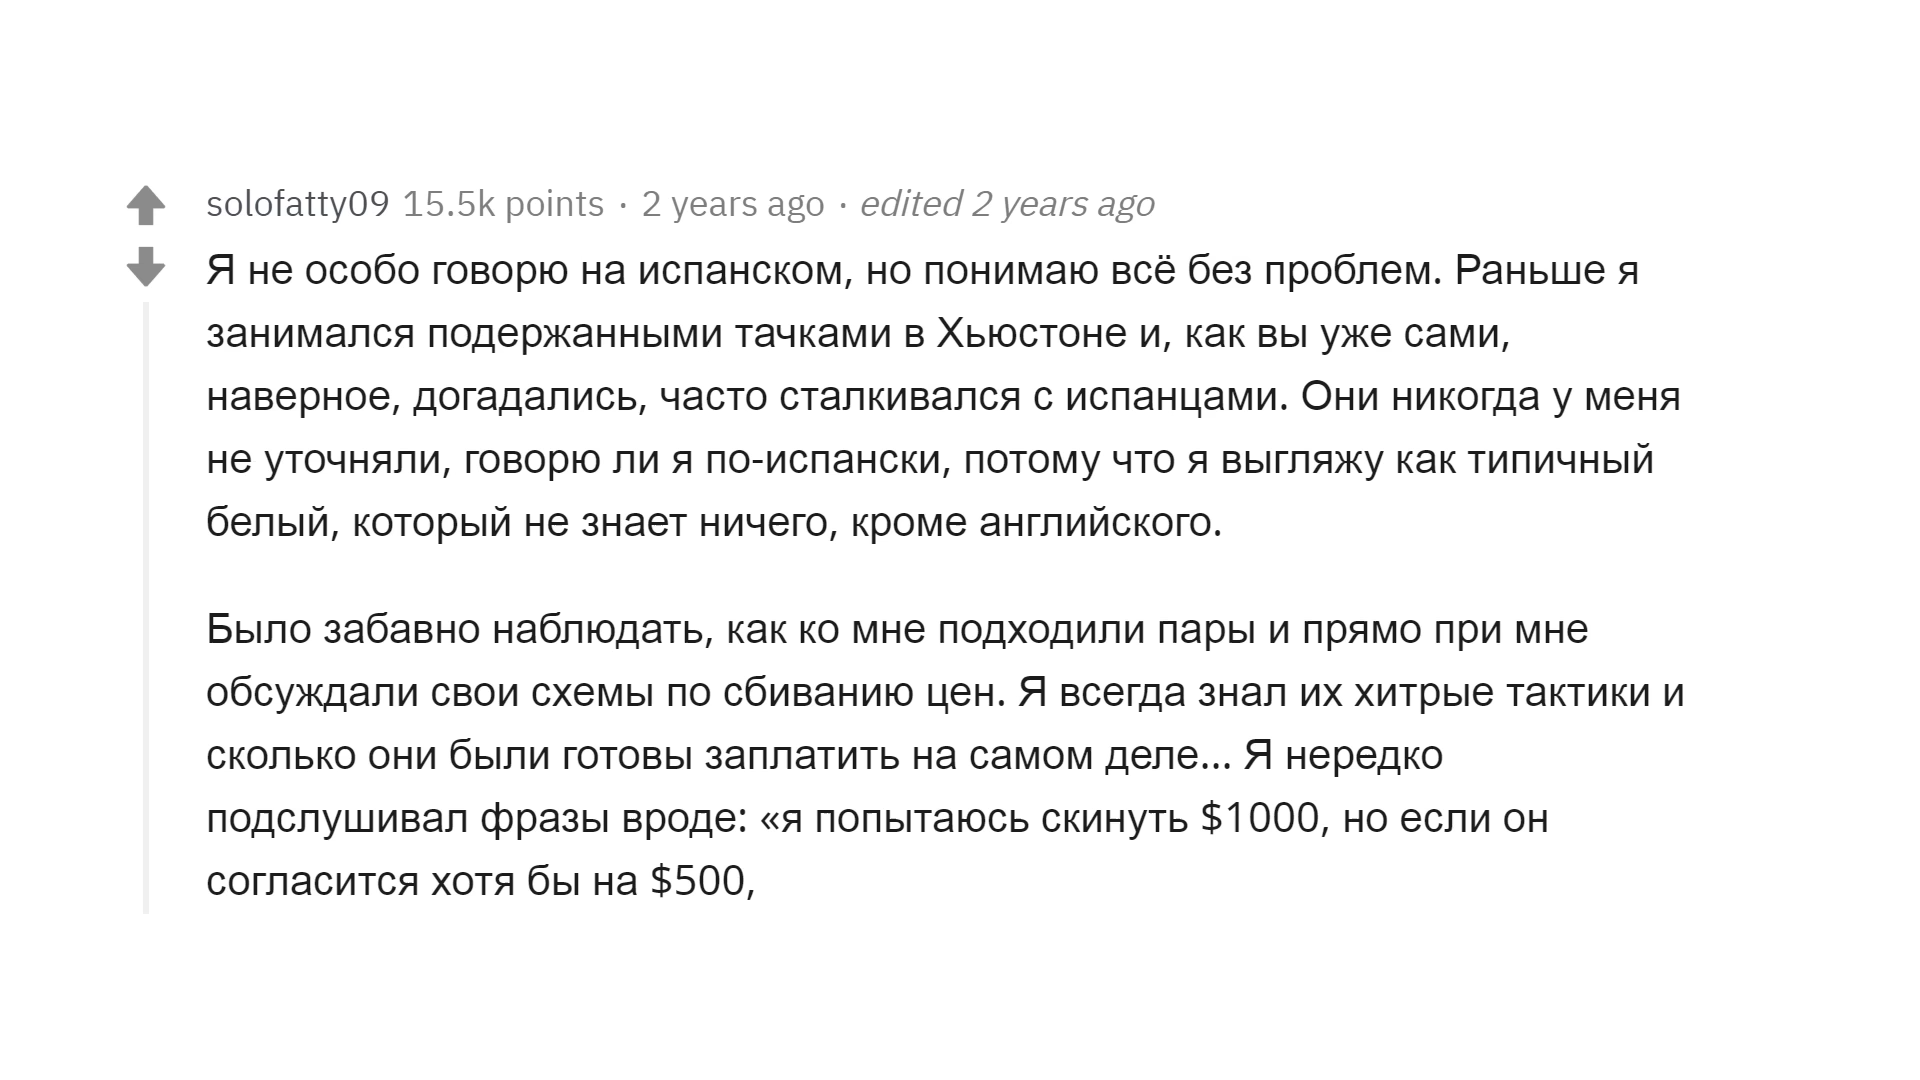 solofatty09 15.5k points · 2 years ago · edited 2 years ago
Я не особо говорю на испанском, но понимаю всё без проблем. Раньше я
занимался подержанными тачками в Хьюстоне и, как вы уже сами,
наверное, догадались, часто сталкивался с испанцами. Они никогда у меня
не уточняли, говорю ли я по-испански, потому что я выгляжу как типичный
белый, который не знает ничего, кроме английского.
Было забавно наблюдать, как ко мне подходили пары и прямо при мне
обсуждали свои схемы по сбиванию цен. Я всегда знал их хитрые тактики и
сколько они были готовы заплатить на самом деле... Я нередко
подслушивал фразы вроде: «я попытаюсь скинуть $1000, но если он
согласится хотя бы на $500,